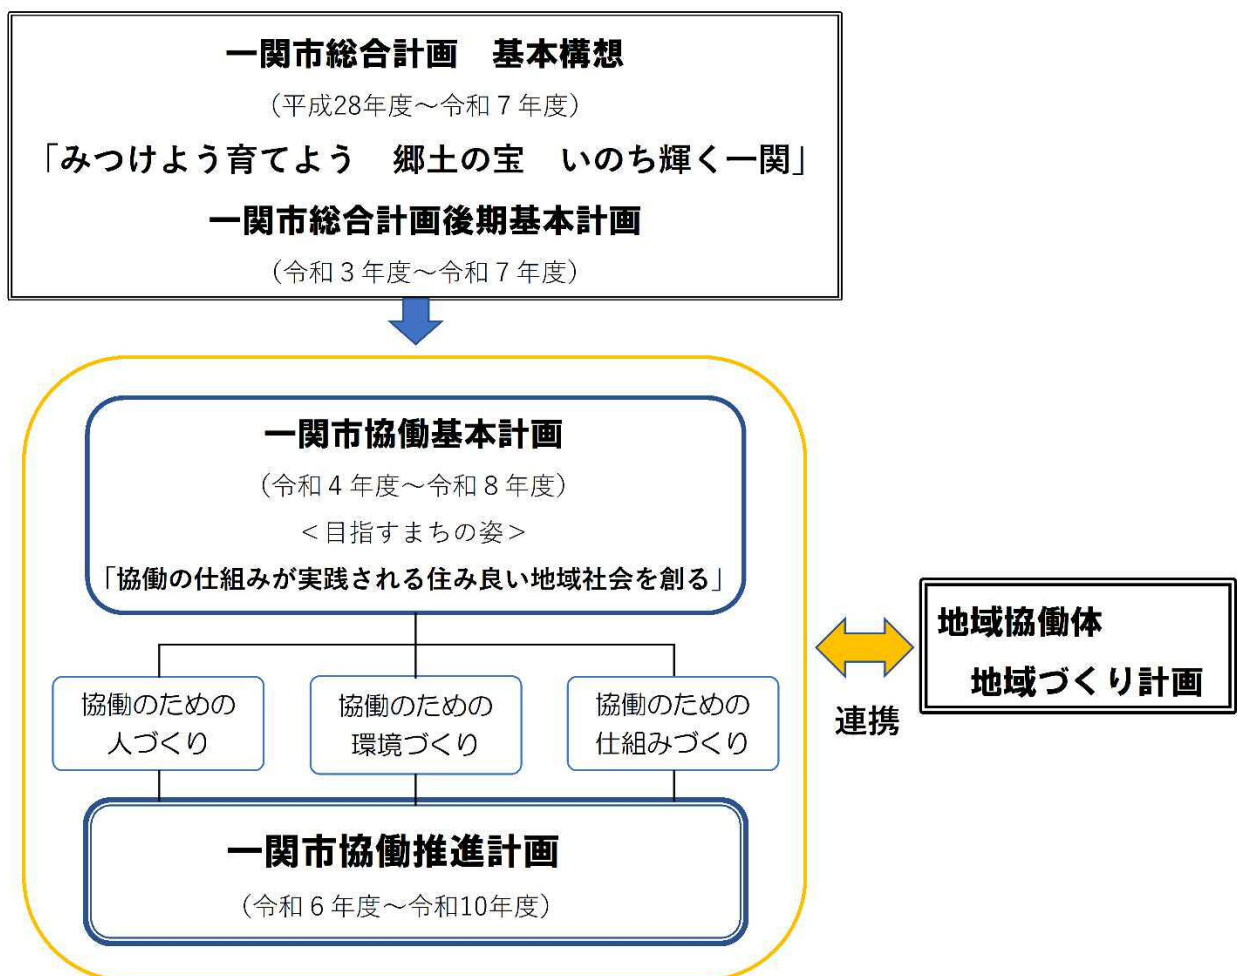 一関市総合計画　基本構想
（平成28年度～令和７年度）
「みつけよう育てよう　郷土の宝　いのち輝く一関」
一関市総合計画後期基本計画
（令和３年度～令和７年度）
一関市協働基本計画
（令和４年度～令和８年度）
＜目指すまちの姿＞
「協働の仕組みが実践される住み良い地域社会を創る」
協働のための
人づくり
協働のための
環境づくり
協働のための
仕組みづくり
一関市協働推進計画
（令和６年度～令和10年度）
連携
地域協働体
地域づくり計画